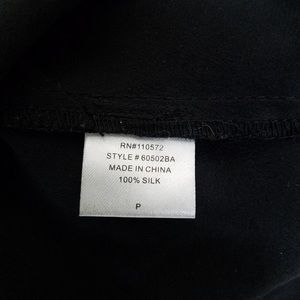 RN#110572
STYLE # 60502BA
MADE IN CHINA
100% SILK
P